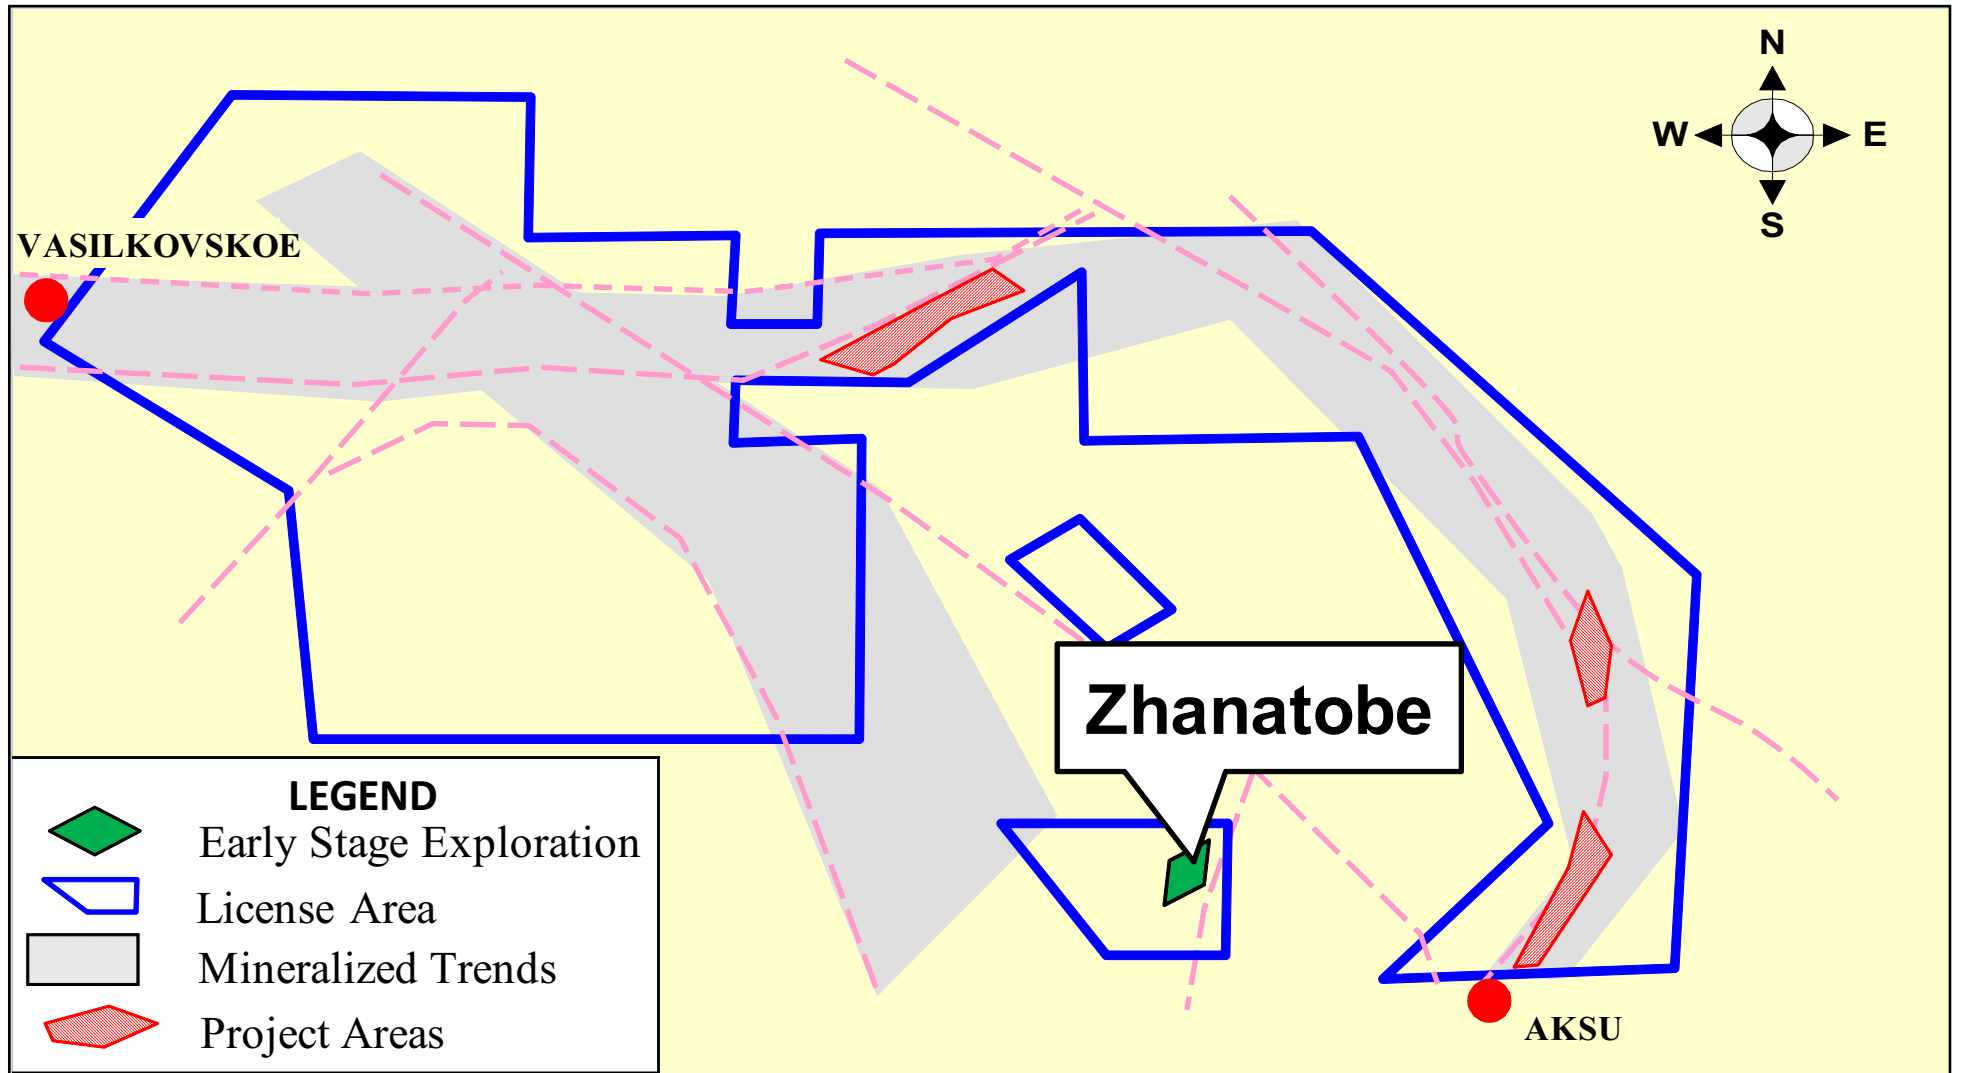 N
W
E
S
VASILKOVSKOE
Zhanatobe
LEGEND
Early Stage Exploration
License Area
Mineralized Trends
Project Areas
AKSU